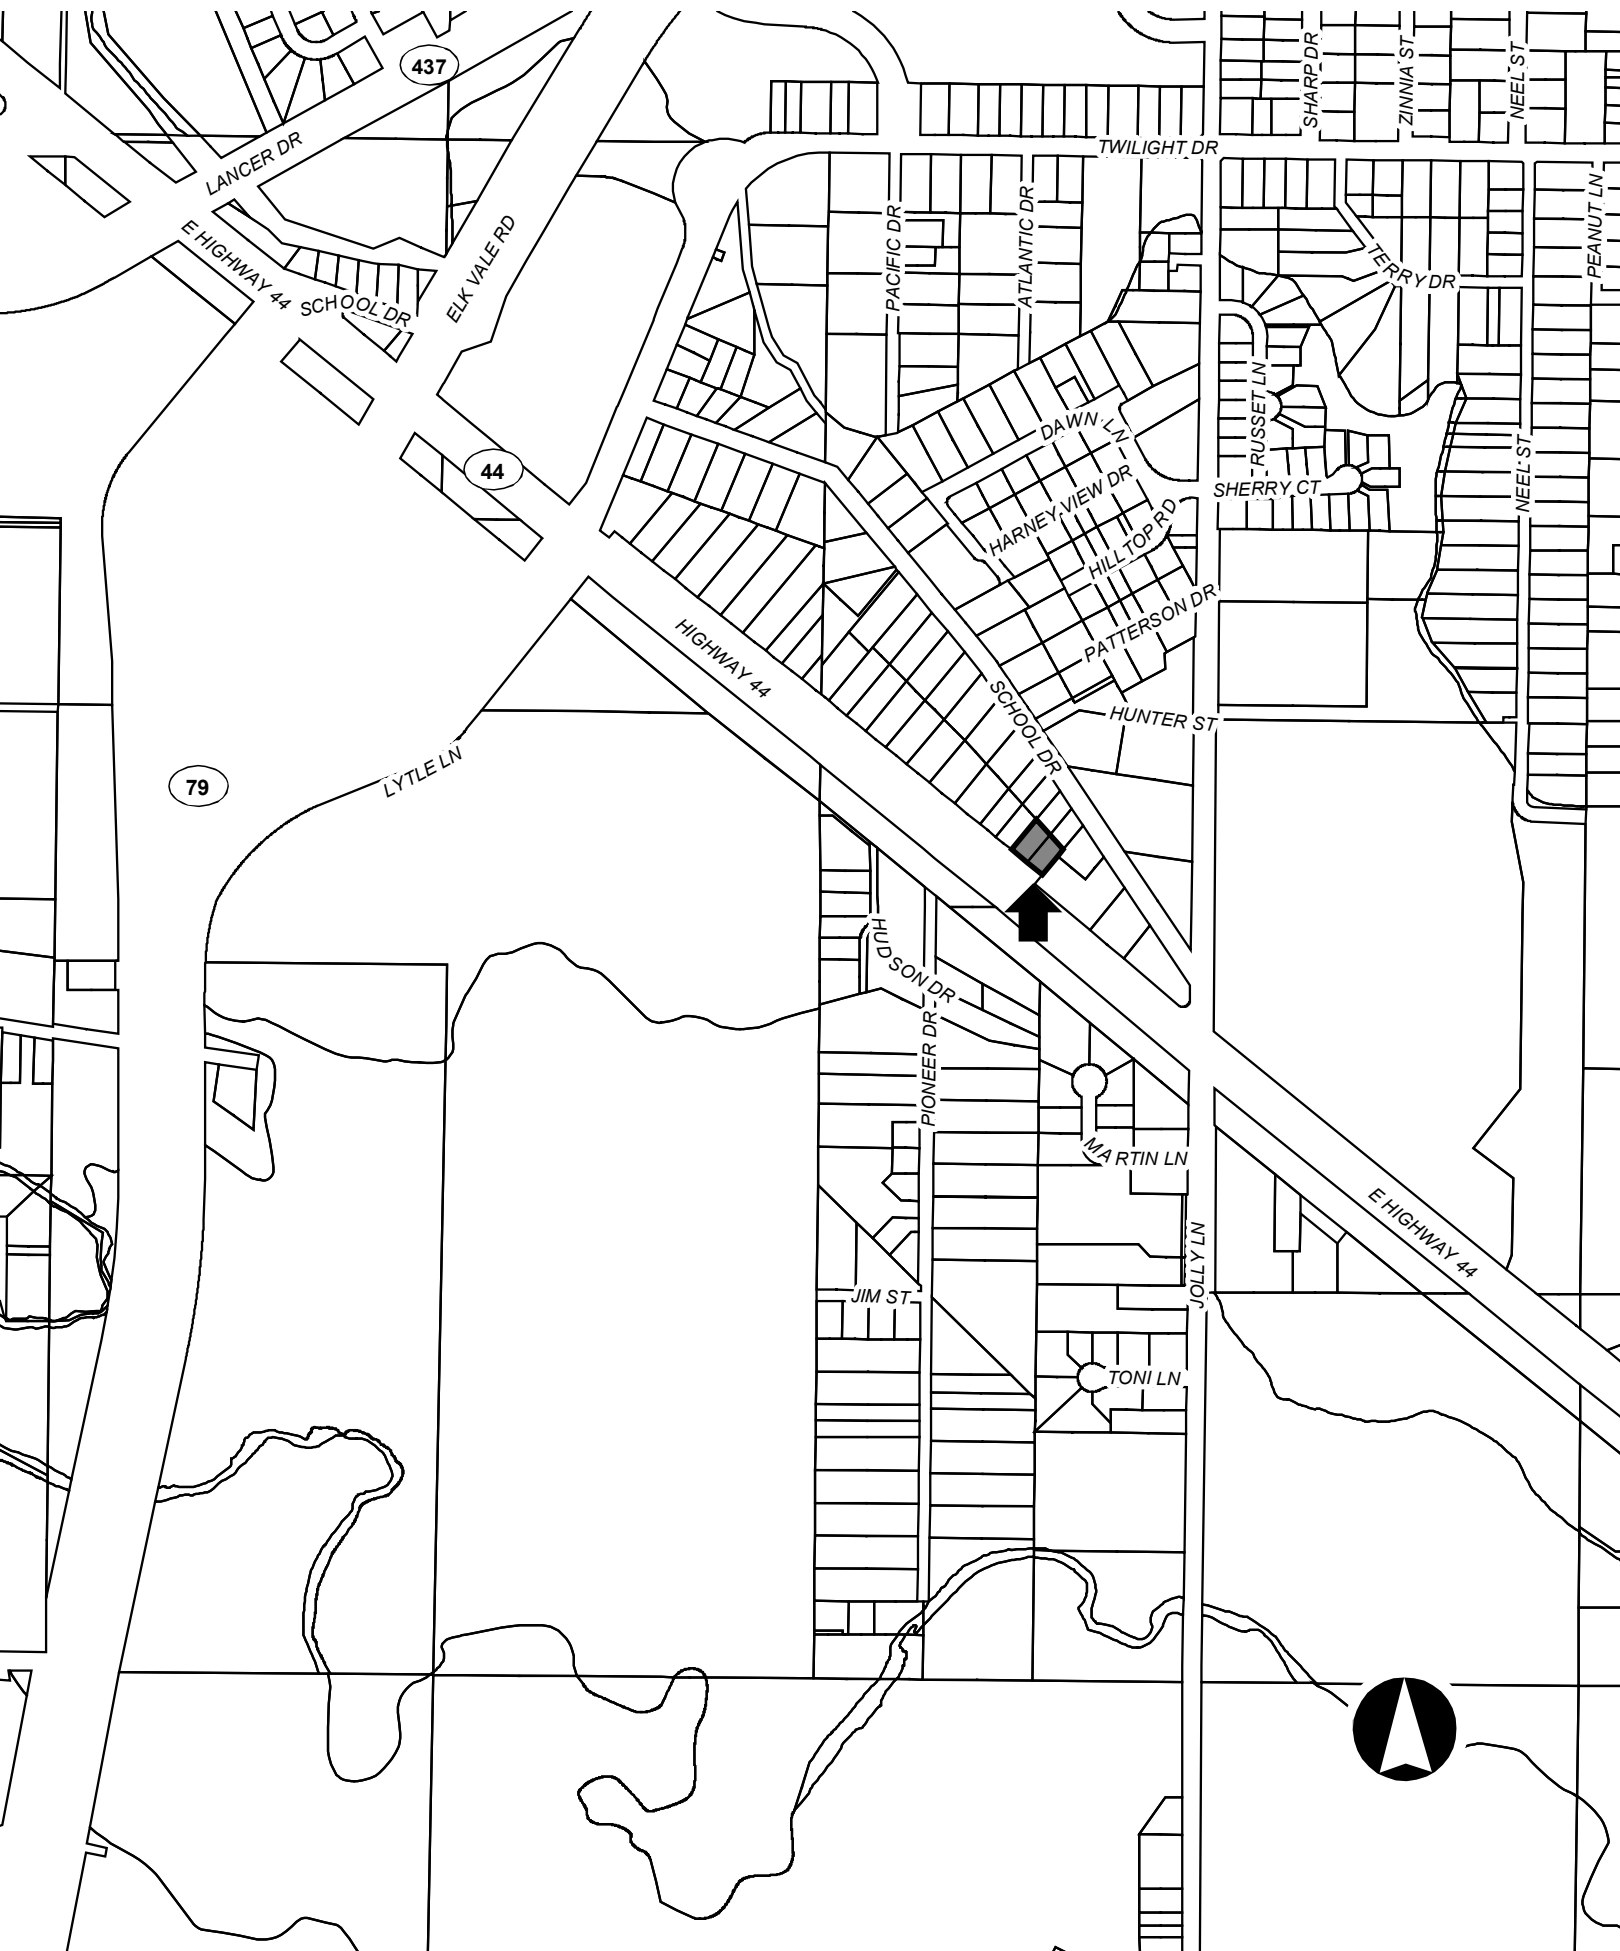 437
SHARP DR
ZINNIA ST
NEEL ST
TWILIGHT DR
LANCER DR
PEANUT LN
PACIFIC DR
ATLANTIC DR
E HIGHWAY 44
ELK VALE RD
TERRY DR
SCHOOL DR
RUSSET LN
DAWN LN
44
NEEL ST
SHERRY CT
HARNEY VIEW DR
HILLTOP RD
PATTERSON DR
HIGHWAY 44
SCHOOL DR
HUNTER ST
LYTLE LN
79
HUDSON DR
PIONEER DR
MARTIN LN
E HIGHWAY 44
JOLLY LN
JIM ST
TONI LN